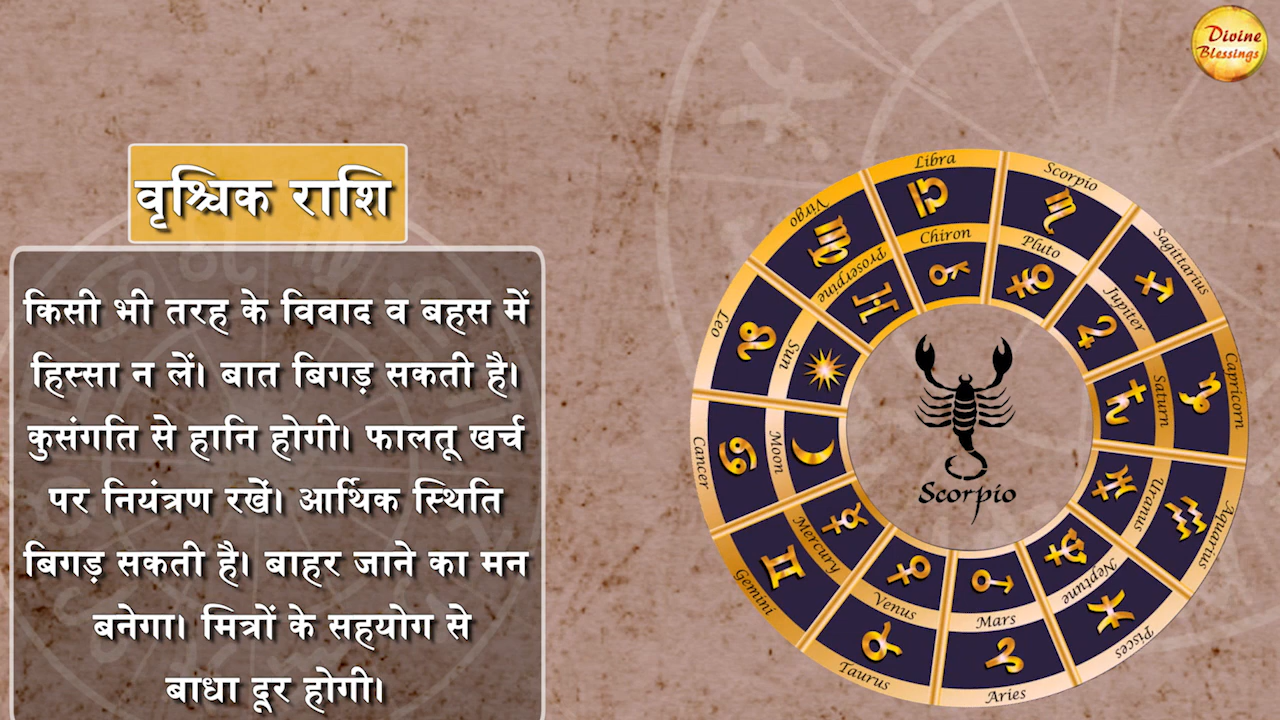 Divine
Blessings
वृश्चिक राशि
किसी भी तरह के विवाद व बहस में
हिस्सा न लें। बात बिगड़ सकती है।
कुसंगति से हानि होगी। फालतू खर्च
पर नियंत्रण रखें। आर्थिक स्थिति
बिगड़ सकती है। बाहर जाने का मन
बनेगा। मित्रों के सहयोग से
बाधा दूर होगी।
Libra
Scorpio
Sagittarius
Capricorn
Aquarius
Pisces
Aries
Taurus
Gemini
Cancer
Leo
Virgo
Chiron
Pluto
Jupiter
Saturn
Uranus
Neptune
Mars
Venus
Mercury
Moon
Sun
Proserpine
Scorpio